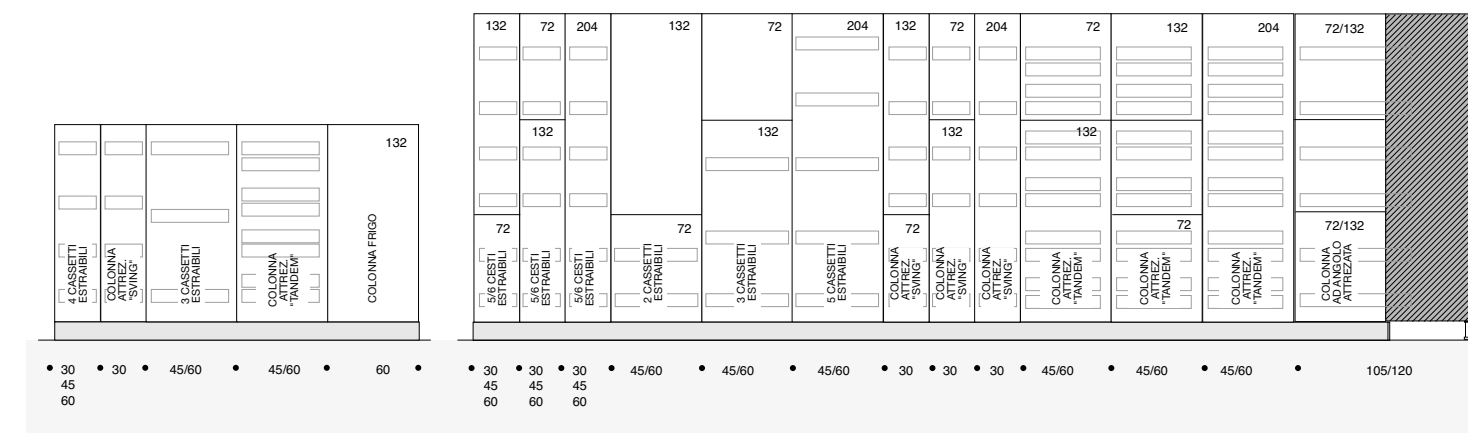 132 72 204 132 72 204 132 72 204 72 132 204 72/132
132
132 132 132 132
72 72 72 72 72/132
4 CASSETTI
ESTRAIBILI
COLONNA
ATTREZ.
"SVING"
3 CASSETTI
ESTRAIBILI
COLONNA
ATTREZ.
"TANDEM"
COLONNA FRIGO
5/6 CESTI
ESTRAIBILI
5/6 CESTI
ESTRAIBILI
5/6 CESTI
ESTRAIBILI
2 CASSETTI
ESTRAIBILI
3 CASSETTI
ESTRAIBILI
5 CASSETTI
ESTRAIBILI
COLONNA
ATTREZ.
"SVING"
COLONNA
ATTREZ.
"SVING"
COLONNA
ATTREZ.
"SVING"
COLONNA
ATTREZ.
"TANDEM"
COLONNA
ATTREZ.
"TANDEM"
COLONNA
ATTREZ.
"TANDEM"
COLONNA
AD ANGOLO
ATTREZATA
• 30 • 30 • 45/60 • 45/60 • 60 •
45
60
• 30 • 30 • 30 • 45/60 • 45/60 • 45/60 • 30 • 30 • 30 • 45/60 • 45/60 • 45/60 • 105/120
45 45 45
60 60 60